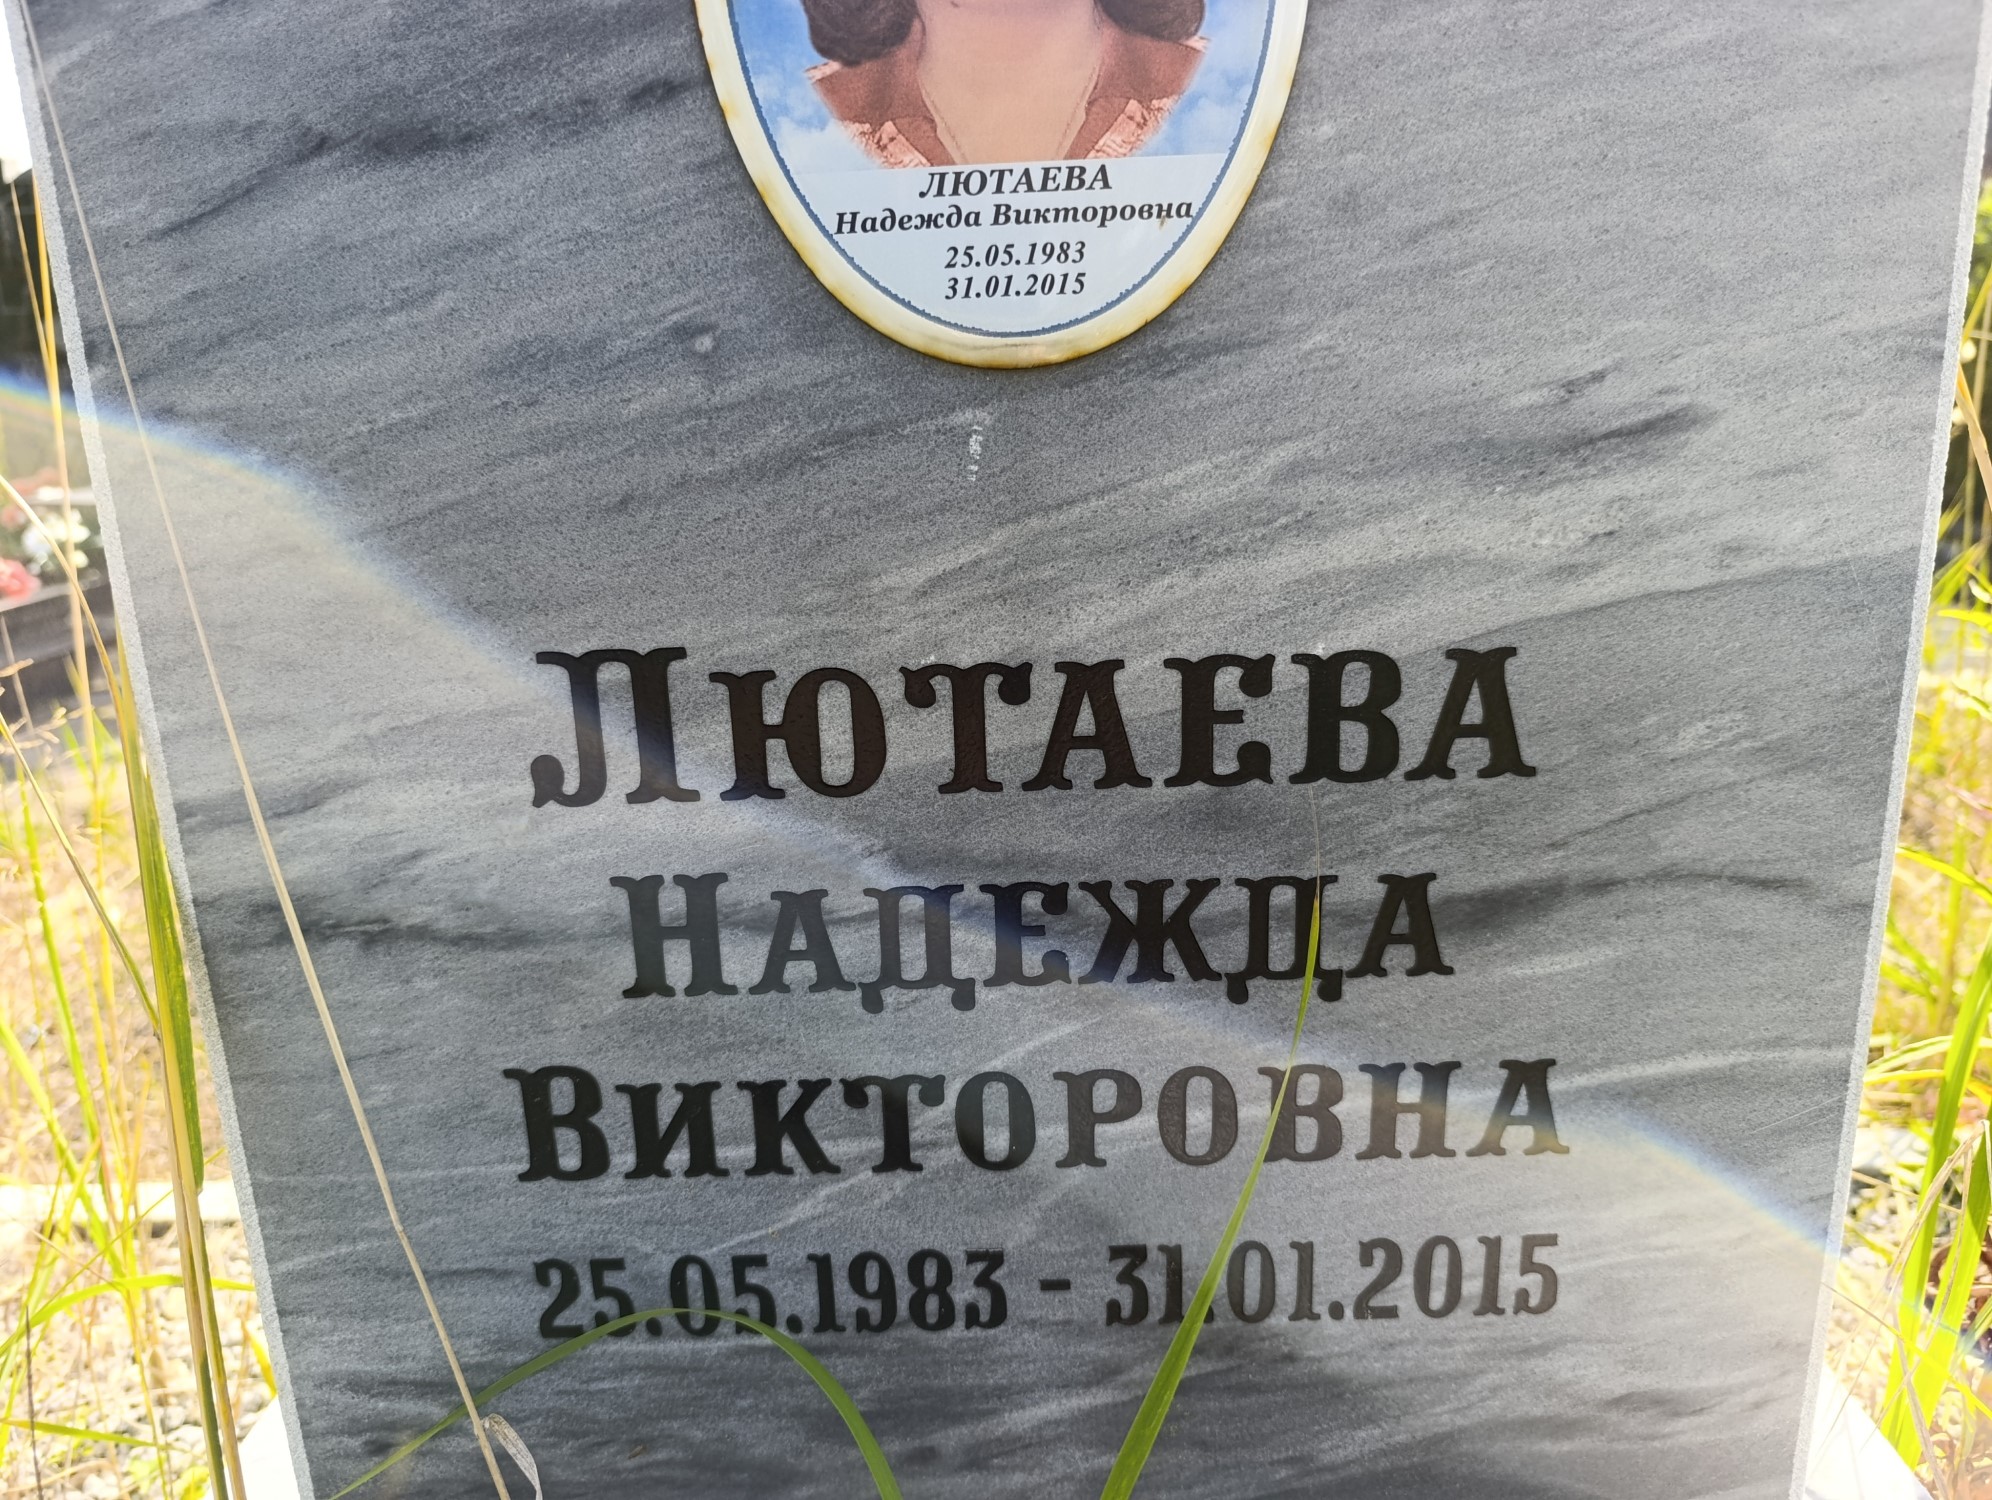 ЛЮТАЕВА
Надежда Викторовна
25.05.1983
31.01.2015
ЛЮТАЕВА
НАДЕЖДА
ВИКТОРОВНА
25.05.1983 - 31.01.2015